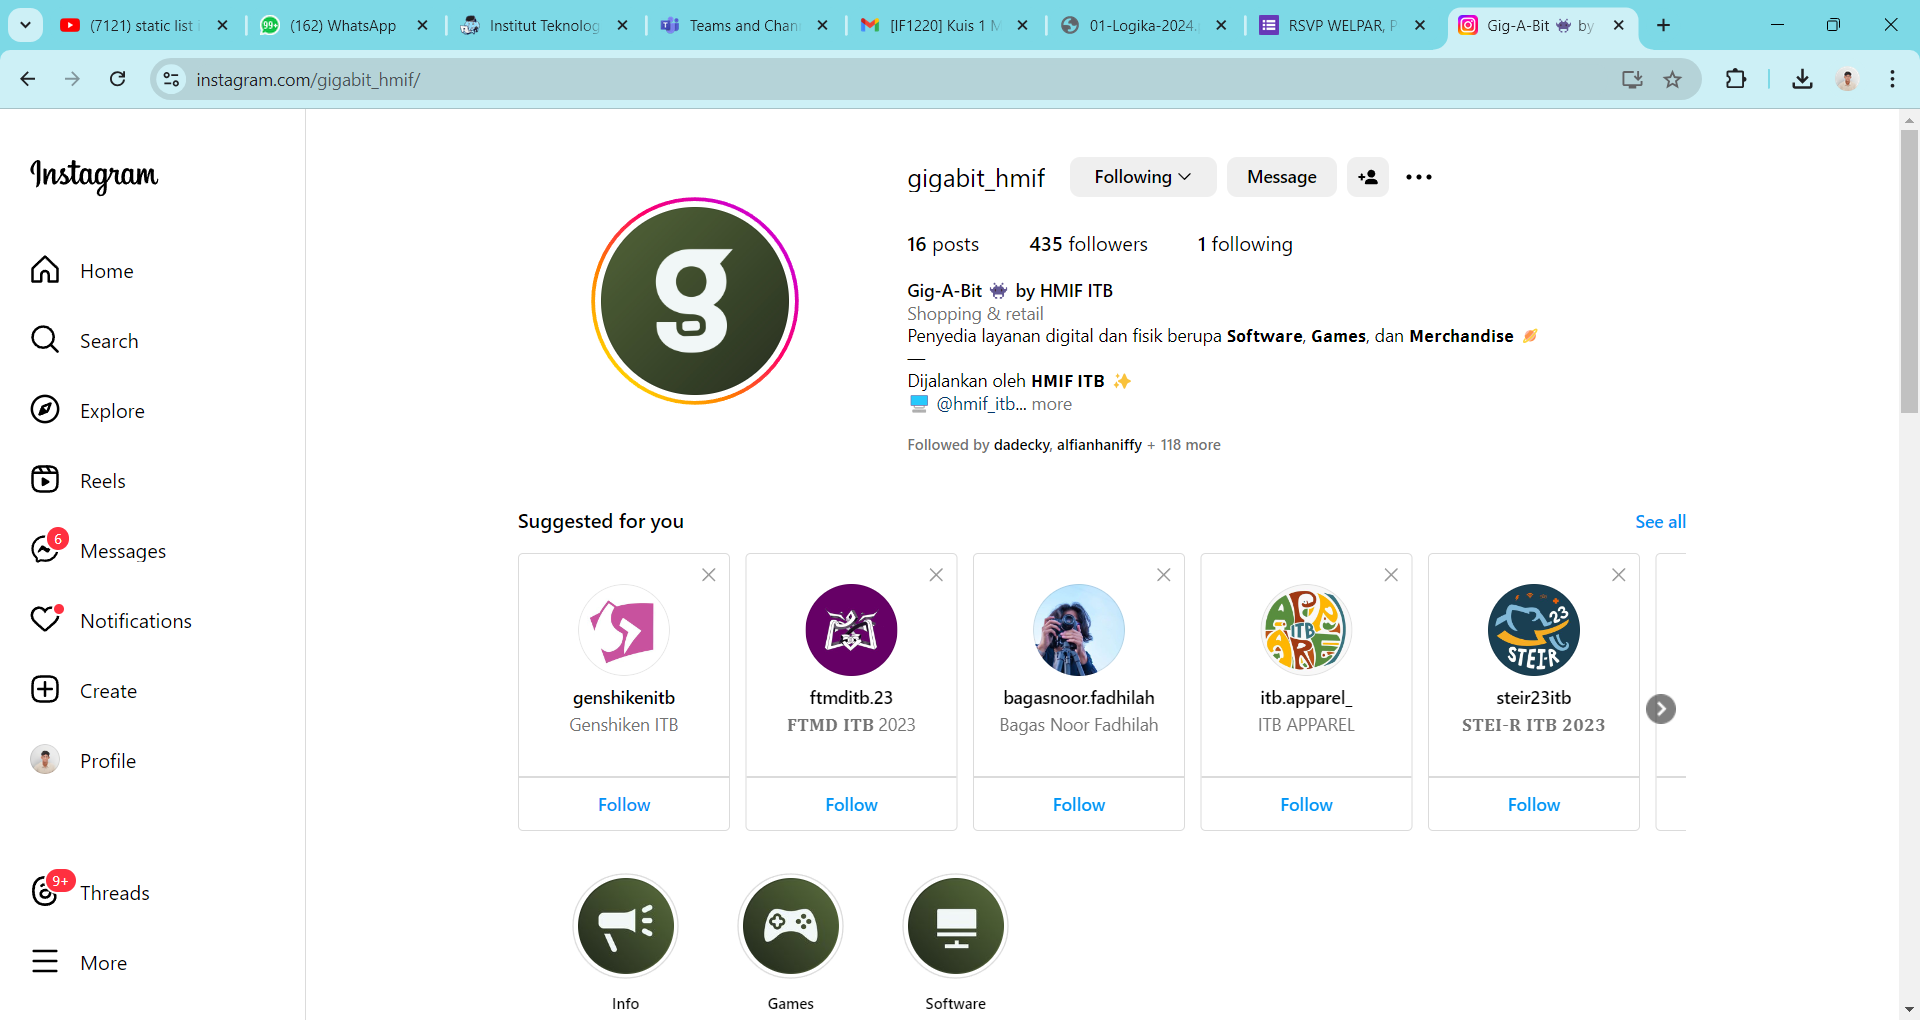 (7121) static list i
(162) WhatsApp
Institut Teknolog
Teams and Chan
[IF1220] Kuis 1 M
01-Logika-2024.p
RSVP WELPAR, P
Gig-A-Bit 👾 by
instagram.com/gigabit_hmif/
Instagram
Home
Search
Explore
Reels
6
Messages
Notifications
Create
Profile
9+
Threads
More
gigabit_hmif
Following
Message
16 posts
435 followers
1 following
Gig-A-Bit 👾 by HMIF ITB
Shopping & retail
Penyedia layanan digital dan fisik berupa Software, Games, dan Merchandise 🪐
—
Dijalankan oleh HMIF ITB ✨
🖥️ @hmif_itb... more
Followed by dadecky, alfianhaniffy + 118 more
Suggested for you
See all
genshikenitb
Genshiken ITB
Follow
ftmditb.23
FTMD ITB 2023
Follow
bagasnoor.fadhilah
Bagas Noor Fadhilah
Follow
APPARE
ITB
itb.apparel_
ITB APPAREL
Follow
23
STEI-R
steir23itb
STEI-R ITB 2023
Follow
Info
Games
Software